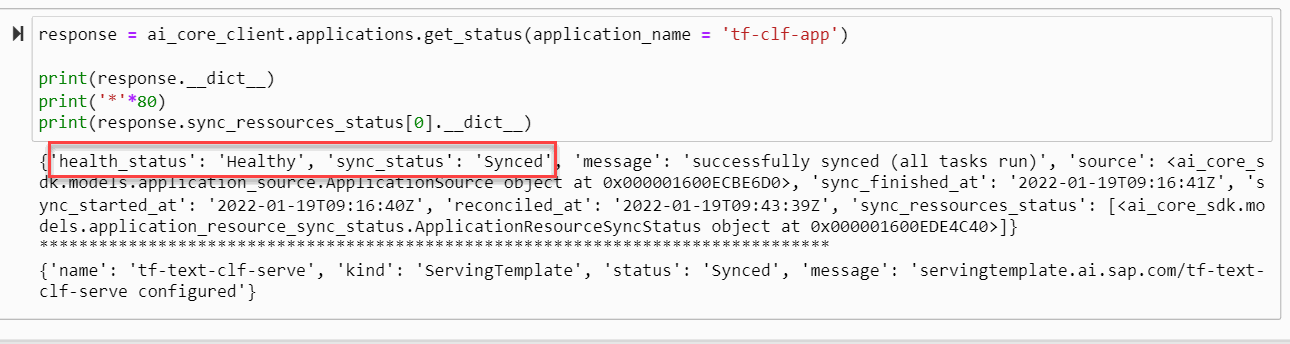 response = ai_core_client.applications.get_status(application_name = 'tf-clf-app')
print(response.__dict__)
print('*'*80)
print(response.sync_ressources_status[0].__dict__)
{'health_status': 'Healthy', 'sync_status': 'Synced', 'message': 'successfully synced (all tasks run)', 'source': <ai_core_s
dk.models.application_source.ApplicationSource object at 0x000001600ECBE6D0>, 'sync_finished_at': '2022-01-19T09:16:41Z', 's
ync_started_at': '2022-01-19T09:16:40Z', 'reconciled_at': '2022-01-19T09:43:39Z', 'sync_ressources_status': [<ai_core_sdk.mo
dels.application_resource_sync_status.ApplicationResourceSyncStatus object at 0x000001600EDE4C40>]}
********************************************************************************
{'name': 'tf-text-clf-serve', 'kind': 'ServingTemplate', 'status': 'Synced', 'message': 'servingtemplate.ai.sap.com/tf-text-
clf-serve configured'}